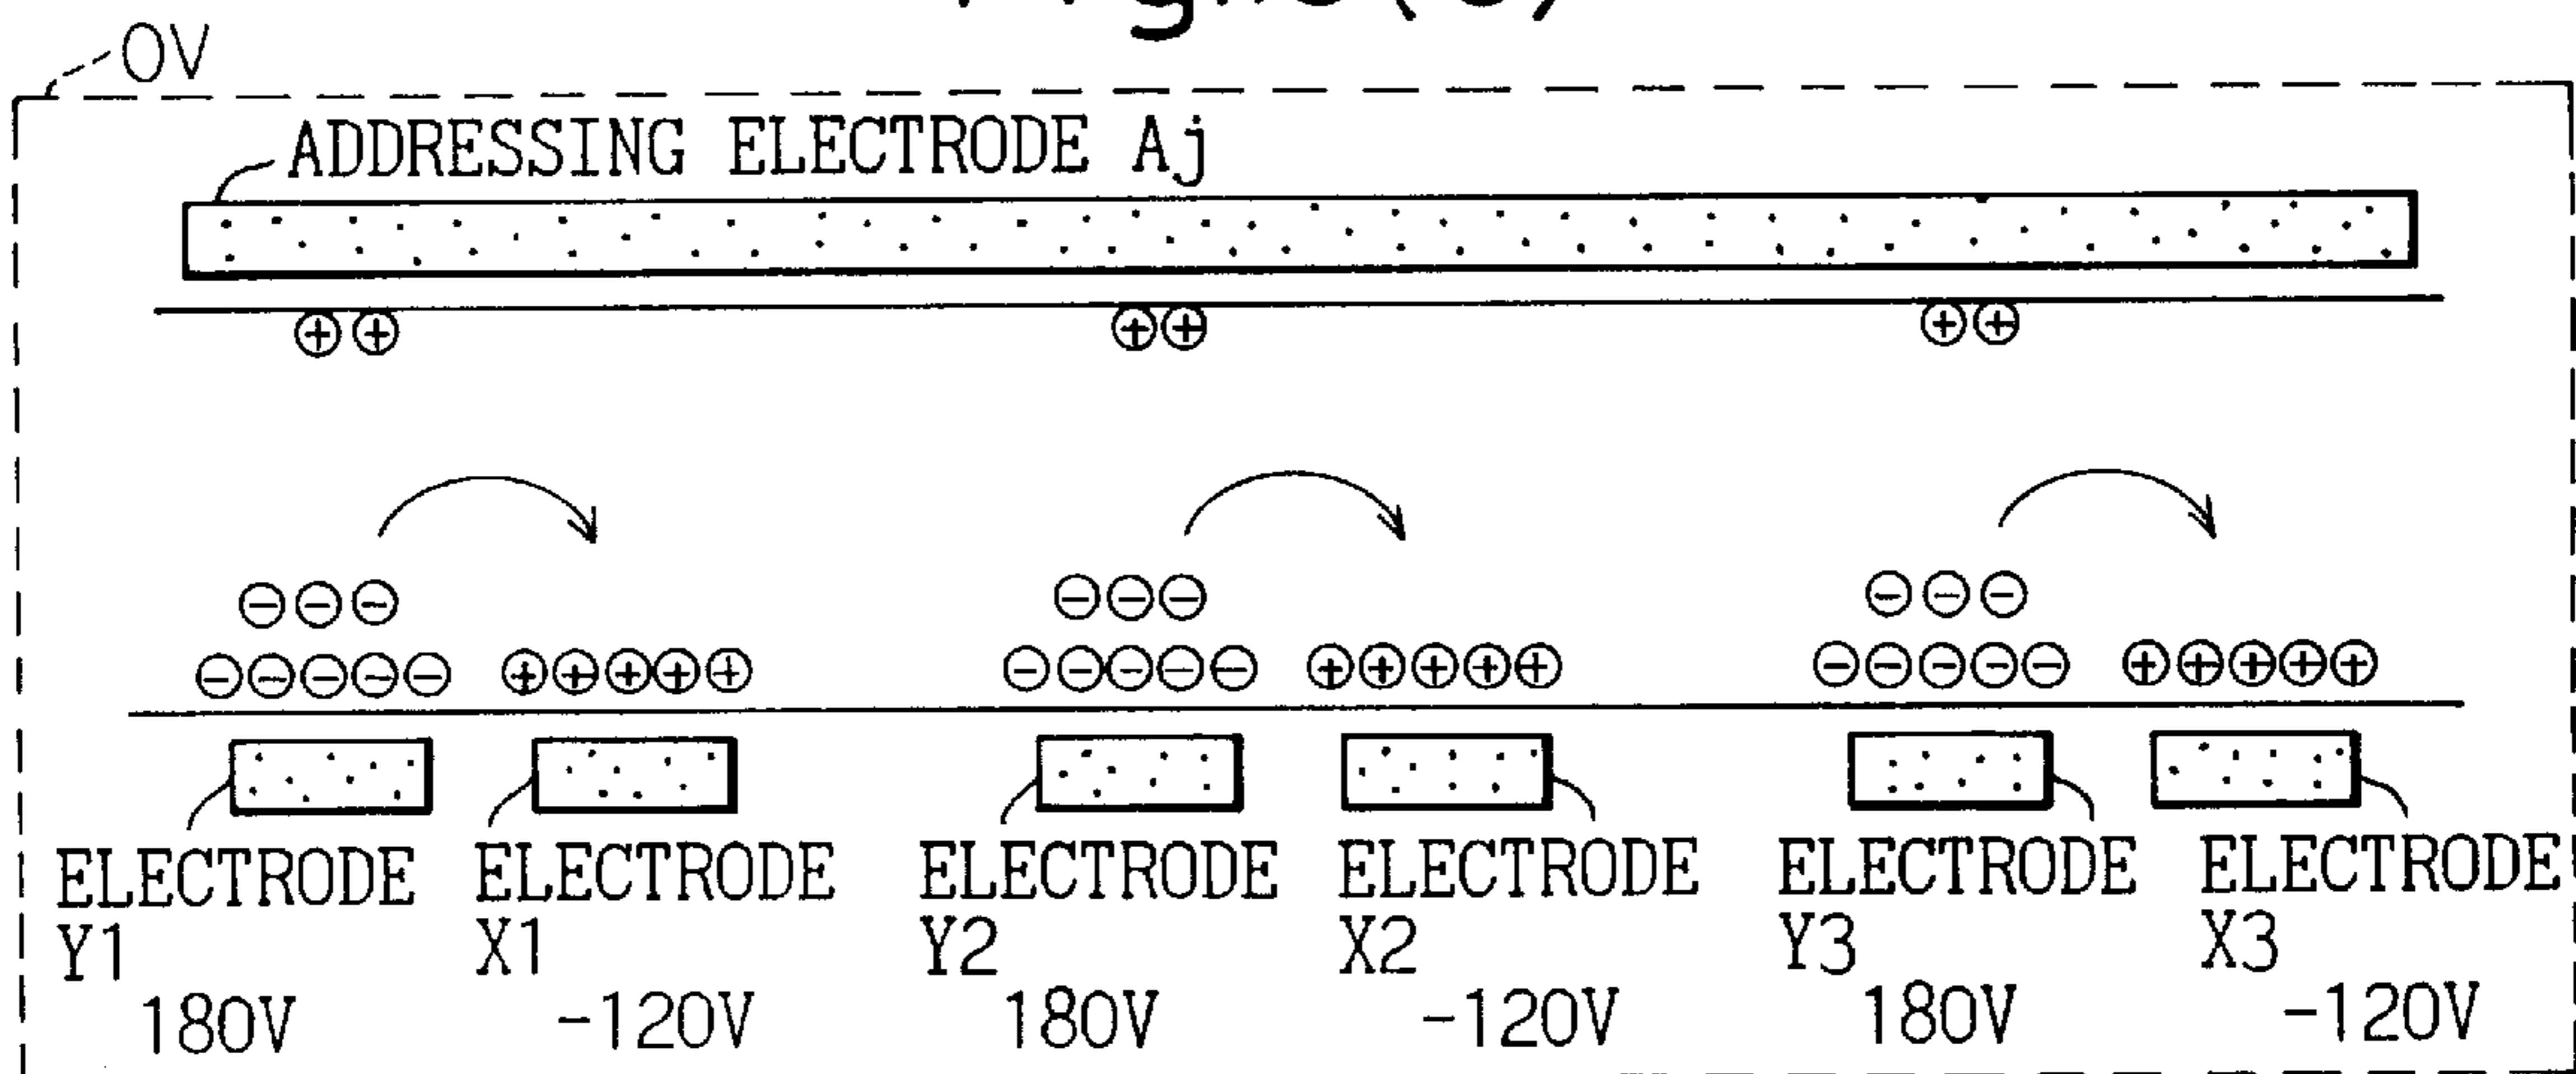 0V
ADDRESSING ELECTRODE Aj
ELECTRODE Y1 180V
ELECTRODE X1 -120V
ELECTRODE Y2 180V
ELECTRODE X2 -120V
ELECTRODE Y3 180V
ELECTRODE X3 -120V